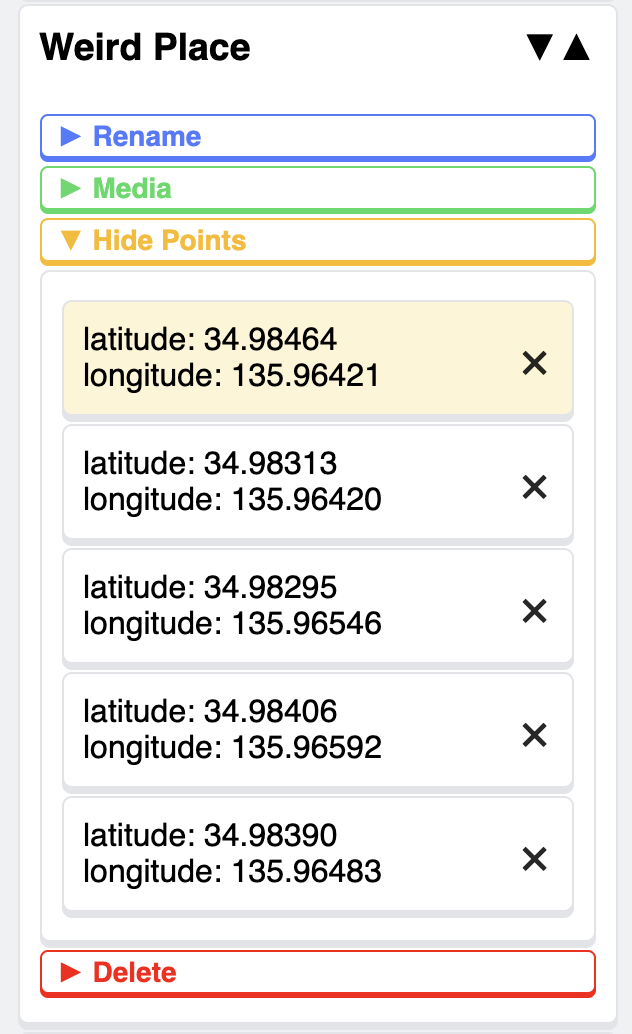 Weird Place ▼▲
▶ Rename
▶ Media
▼ Hide Points
latitude: 34.98464
longitude: 135.96421
✕
latitude: 34.98313
longitude: 135.96420
✕
latitude: 34.98295
longitude: 135.96546
✕
latitude: 34.98406
longitude: 135.96592
✕
latitude: 34.98390
longitude: 135.96483
✕
▶ Delete